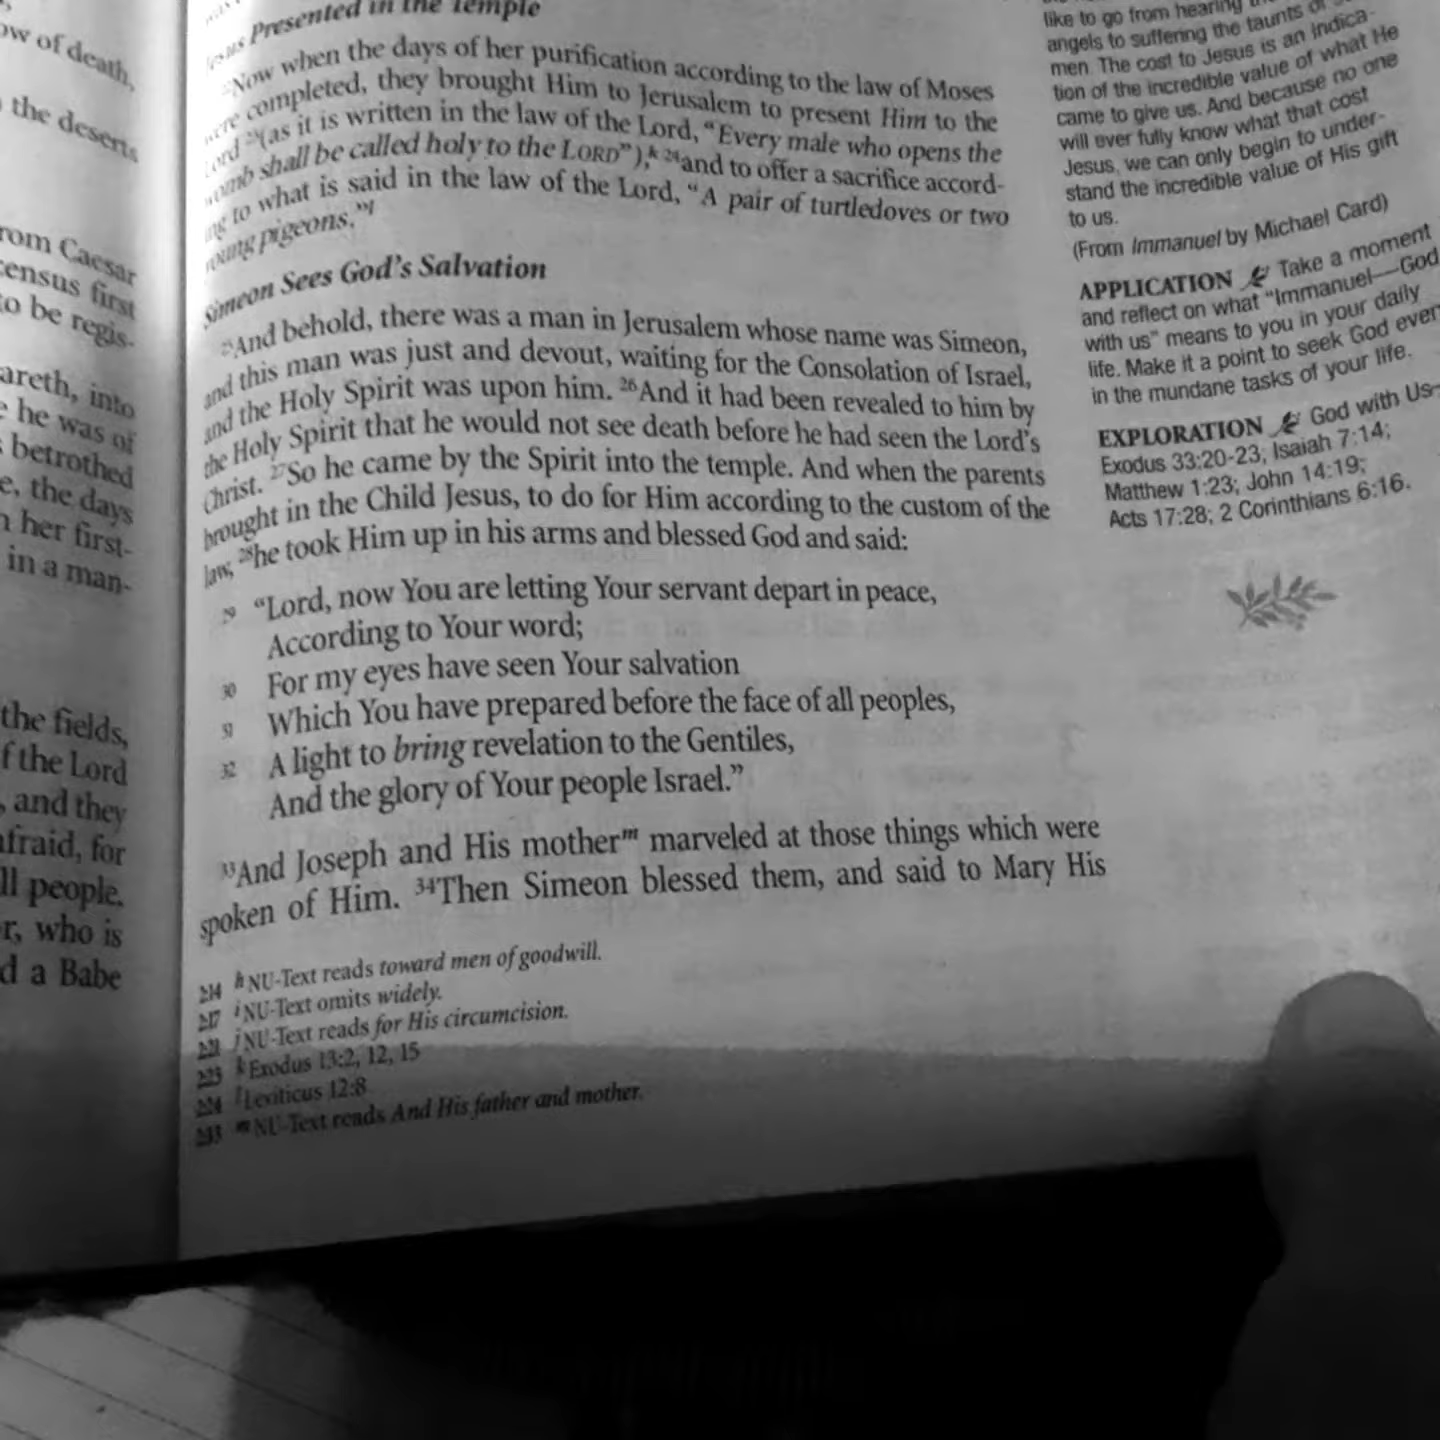 ow of death,
the deserts
rom Caesar
census first
to be regis-
areth, into
e he was of
betrothed
e, the days
her first-
in a man-
the fields,
f the Lord
, and they
afraid, for
ll people.
r, who is
d a Babe
Jesus Presented in the Temple
22Now when the days of her purification according to the law of Moses
were completed, they brought Him to Jerusalem to present Him to the
Lord 23(as it is written in the law of the Lord, “Every male who opens the
womb shall be called holy to the LORD”),k 24and to offer a sacrifice accord-
ing to what is said in the law of the Lord, “A pair of turtledoves or two
young pigeons.”l
Simeon Sees God’s Salvation
25And behold, there was a man in Jerusalem whose name was Simeon,
and this man was just and devout, waiting for the Consolation of Israel,
and the Holy Spirit was upon him. 26And it had been revealed to him by
the Holy Spirit that he would not see death before he had seen the Lord’s
Christ. 27So he came by the Spirit into the temple. And when the parents
brought in the Child Jesus, to do for Him according to the custom of the
law, 28he took Him up in his arms and blessed God and said:
29 “Lord, now You are letting Your servant depart in peace,
According to Your word;
30 For my eyes have seen Your salvation
31 Which You have prepared before the face of all peoples,
32 A light to bring revelation to the Gentiles,
And the glory of Your people Israel.”
33And Joseph and His motherm marveled at those things which were
spoken of Him. 34Then Simeon blessed them, and said to Mary His
2:14 h NU-Text reads toward men of goodwill.
2:17 i NU-Text omits widely.
2:21 j NU-Text reads for His circumcision.
2:23 k Exodus 13:2, 12, 15
2:24 l Leviticus 12:8
2:33 m NU-Text reads And His father and mother.
like to go from hearing
angels to suffering the taunts of
men. The cost to Jesus is an indica-
tion of the incredible value of what He
came to give us. And because no one
will ever fully know what that cost
Jesus, we can only begin to under-
stand the incredible value of His gift
to us.
(From Immanuel by Michael Card)
APPLICATION Take a moment
and reflect on what “Immanuel—God
with us” means to you in your daily
life. Make it a point to seek God even
in the mundane tasks of your life.
EXPLORATION God with Us—
Exodus 33:20-23; Isaiah 7:14;
Matthew 1:23; John 14:19;
Acts 17:28; 2 Corinthians 6:16.